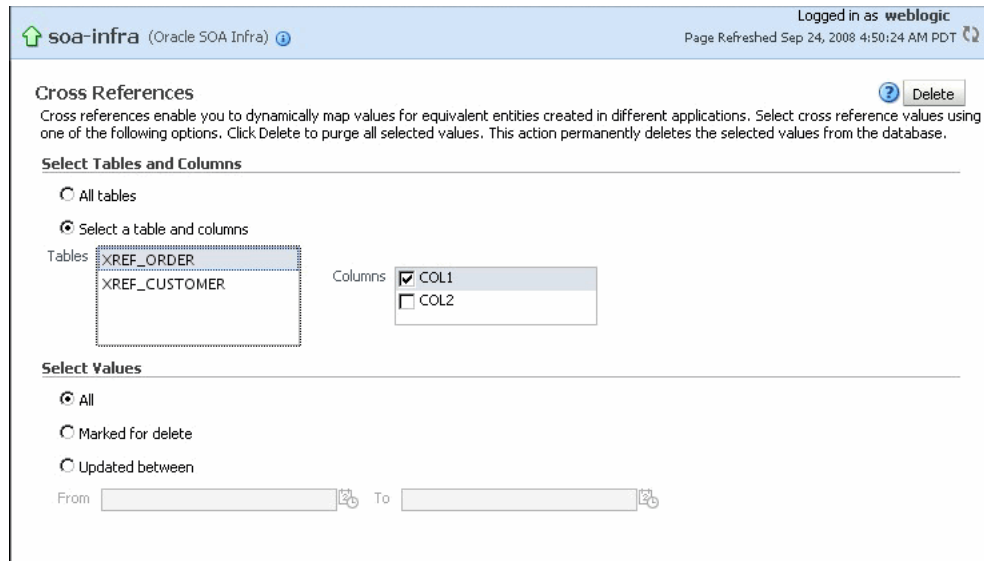 Logged in as weblogic
soa-infra (Oracle SOA Infra)
Page Refreshed Sep 24, 2008 4:50:24 AM PDT
Cross References
Delete
Cross references enable you to dynamically map values for equivalent entities created in different applications. Select cross reference values using
one of the following options. Click Delete to purge all selected values. This action permanently deletes the selected values from the database.
Select Tables and Columns
All tables
Select a table and columns
Tables
XREF_ORDER
XREF_CUSTOMER
Columns
COL1
COL2
Select Values
All
Marked for delete
Updated between
From
To